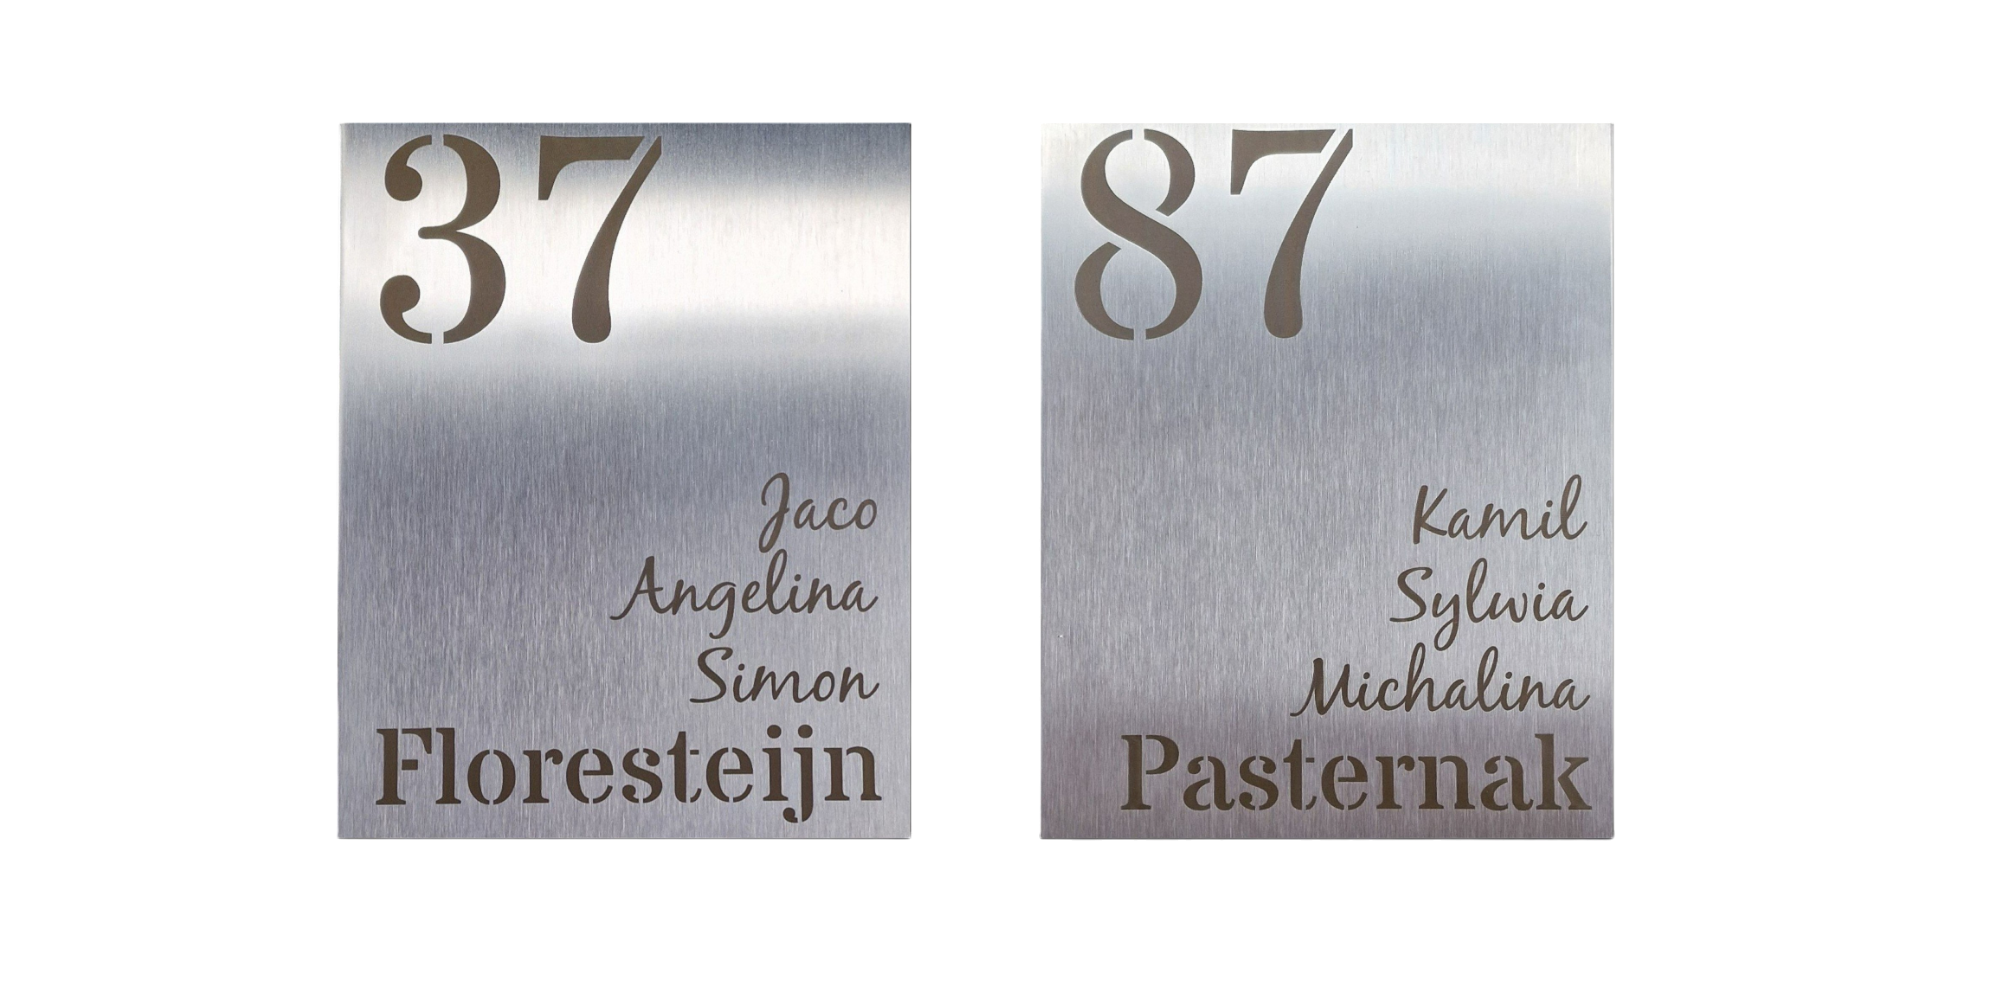 37
Jaco
Angelina
Simon
Floresteijn
87
Kamil
Sylwia
Michalina
Pasternak